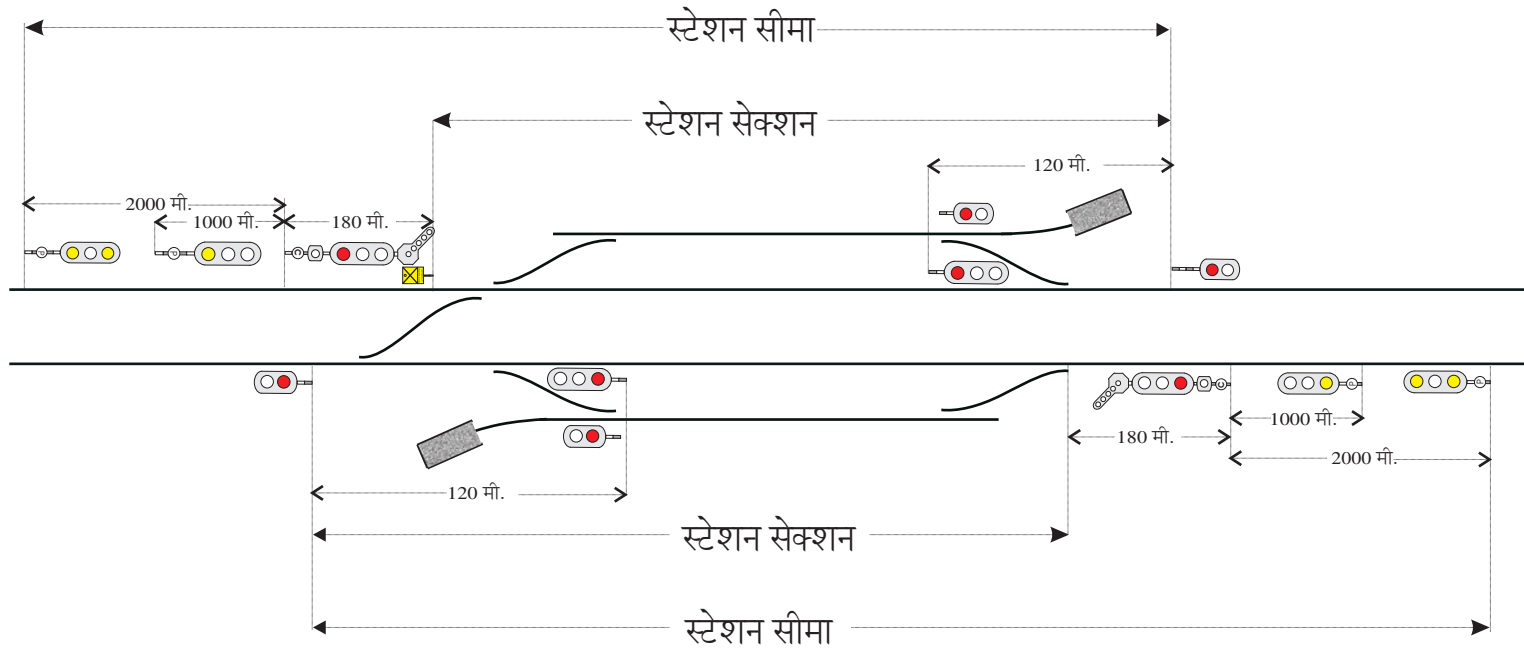 स्टेशन सीमा
स्टेशन सेक्शन
120 मी.
2000 मी.
1000 मी.
180 मी.
P
P
C
C
P
P
1000 मी.
180 मी.
2000 मी.
120 मी.
स्टेशन सेक्शन
स्टेशन सीमा